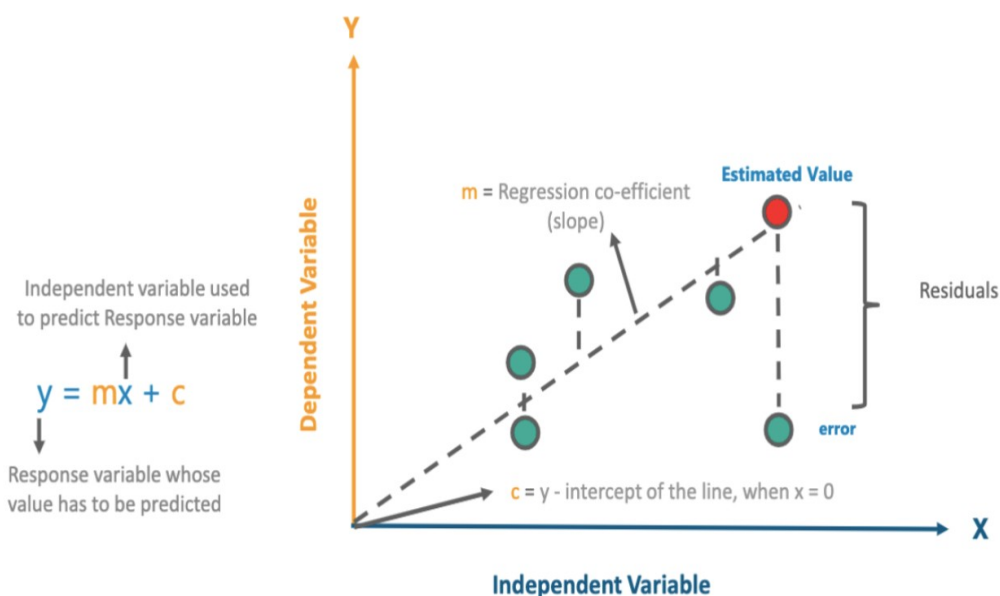 Y
Estimated Value
m = Regression co-efficient
(slope)
Dependent Variable
Residuals
Independent variable used
to predict Response variable
y = mx + c
error
Response variable whose
value has to be predicted
c = y - intercept of the line, when x = 0
X
Independent Variable